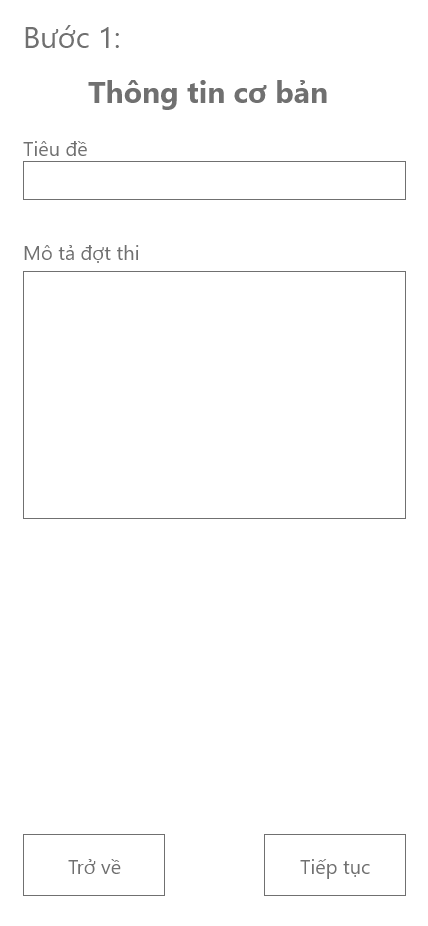 Bước 1:
Thông tin cơ bản
Tiêu đề
Mô tả đợt thi
Trở về
Tiếp tục